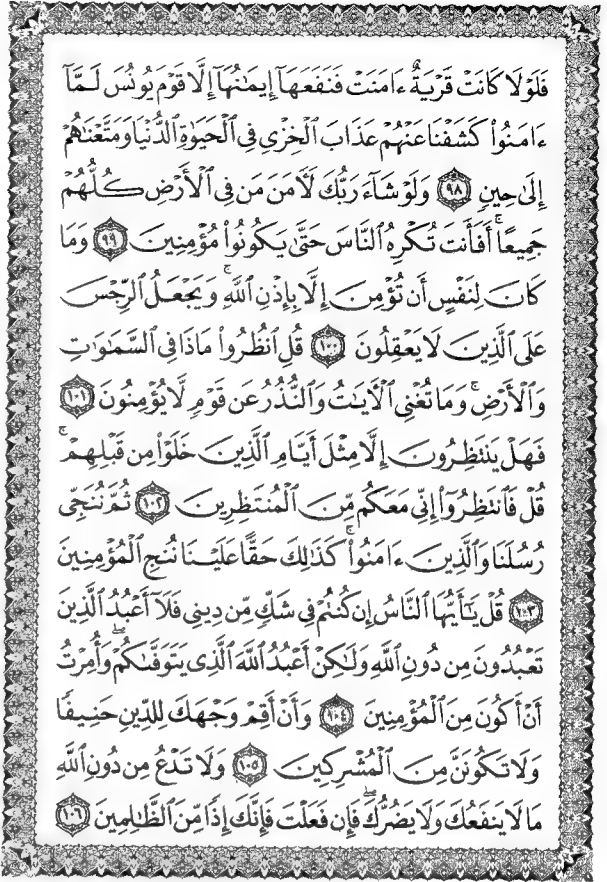 فَلَوْلَا كَانَتْ قَرْيَةٌ ءَامَنَتْ فَنَفَعَهَآ إِيمَٰنُهَآ إِلَّا قَوْمَ يُونُسَ لَمَّآ
ءَامَنُوا۟ كَشَفْنَا عَنْهُمْ عَذَابَ ٱلْخِزْىِ فِى ٱلْحَيَوٰةِ ٱلدُّنْيَا وَمَتَّعْنَٰهُمْ
إِلَىٰ حِينٍ ٩٨ وَلَوْ شَآءَ رَبُّكَ لَـَٔامَنَ مَن فِى ٱلْأَرْضِ كُلُّهُمْ
جَمِيعًا ۚ أَفَأَنتَ تُكْرِهُ ٱلنَّاسَ حَتَّىٰ يَكُونُوا۟ مُؤْمِنِينَ ٩٩ وَمَا
كَانَ لِنَفْسٍ أَن تُؤْمِنَ إِلَّا بِإِذْنِ ٱللَّهِ ۚ وَيَجْعَلُ ٱلرِّجْسَ
عَلَى ٱلَّذِينَ لَا يَعْقِلُونَ ١٠٠ قُلِ ٱنظُرُوا۟ مَاذَا فِى ٱلسَّمَٰوَٰتِ
وَٱلْأَرْضِ ۚ وَمَا تُغْنِى ٱلْـَٔايَٰتُ وَٱلنُّذُرُ عَن قَوْمٍ لَّا يُؤْمِنُونَ ١٠١
فَهَلْ يَنتَظِرُونَ إِلَّا مِثْلَ أَيَّامِ ٱلَّذِينَ خَلَوْا۟ مِن قَبْلِهِمْ ۚ
قُلْ فَٱنتَظِرُوٓا۟ إِنِّى مَعَكُم مِّنَ ٱلْمُنتَظِرِينَ ١٠٢ ثُمَّ نُنَجِّى
رُسُلَنَا وَٱلَّذِينَ ءَامَنُوا۟ كَذَٰلِكَ حَقًّا عَلَيْنَا نُنجِ ٱلْمُؤْمِنِينَ
١٠٣ قُلْ يَٰٓأَيُّهَا ٱلنَّاسُ إِن كُنتُمْ فِى شَكٍّ مِّن دِينِى فَلَآ أَعْبُدُ ٱلَّذِينَ
تَعْبُدُونَ مِن دُونِ ٱللَّهِ وَلَٰكِنْ أَعْبُدُ ٱللَّهَ ٱلَّذِى يَتَوَفَّىٰكُمْ ۖ وَأُمِرْتُ
أَنْ أَكُونَ مِنَ ٱلْمُؤْمِنِينَ ١٠٤ وَأَنْ أَقِمْ وَجْهَكَ لِلدِّينِ حَنِيفًا
وَلَا تَكُونَنَّ مِنَ ٱلْمُشْرِكِينَ ١٠٥ وَلَا تَدْعُ مِن دُونِ ٱللَّهِ
مَا لَا يَنفَعُكَ وَلَا يَضُرُّكَ ۖ فَإِن فَعَلْتَ فَإِنَّكَ إِذًا مِّنَ ٱلظَّٰلِمِينَ ١٠٦